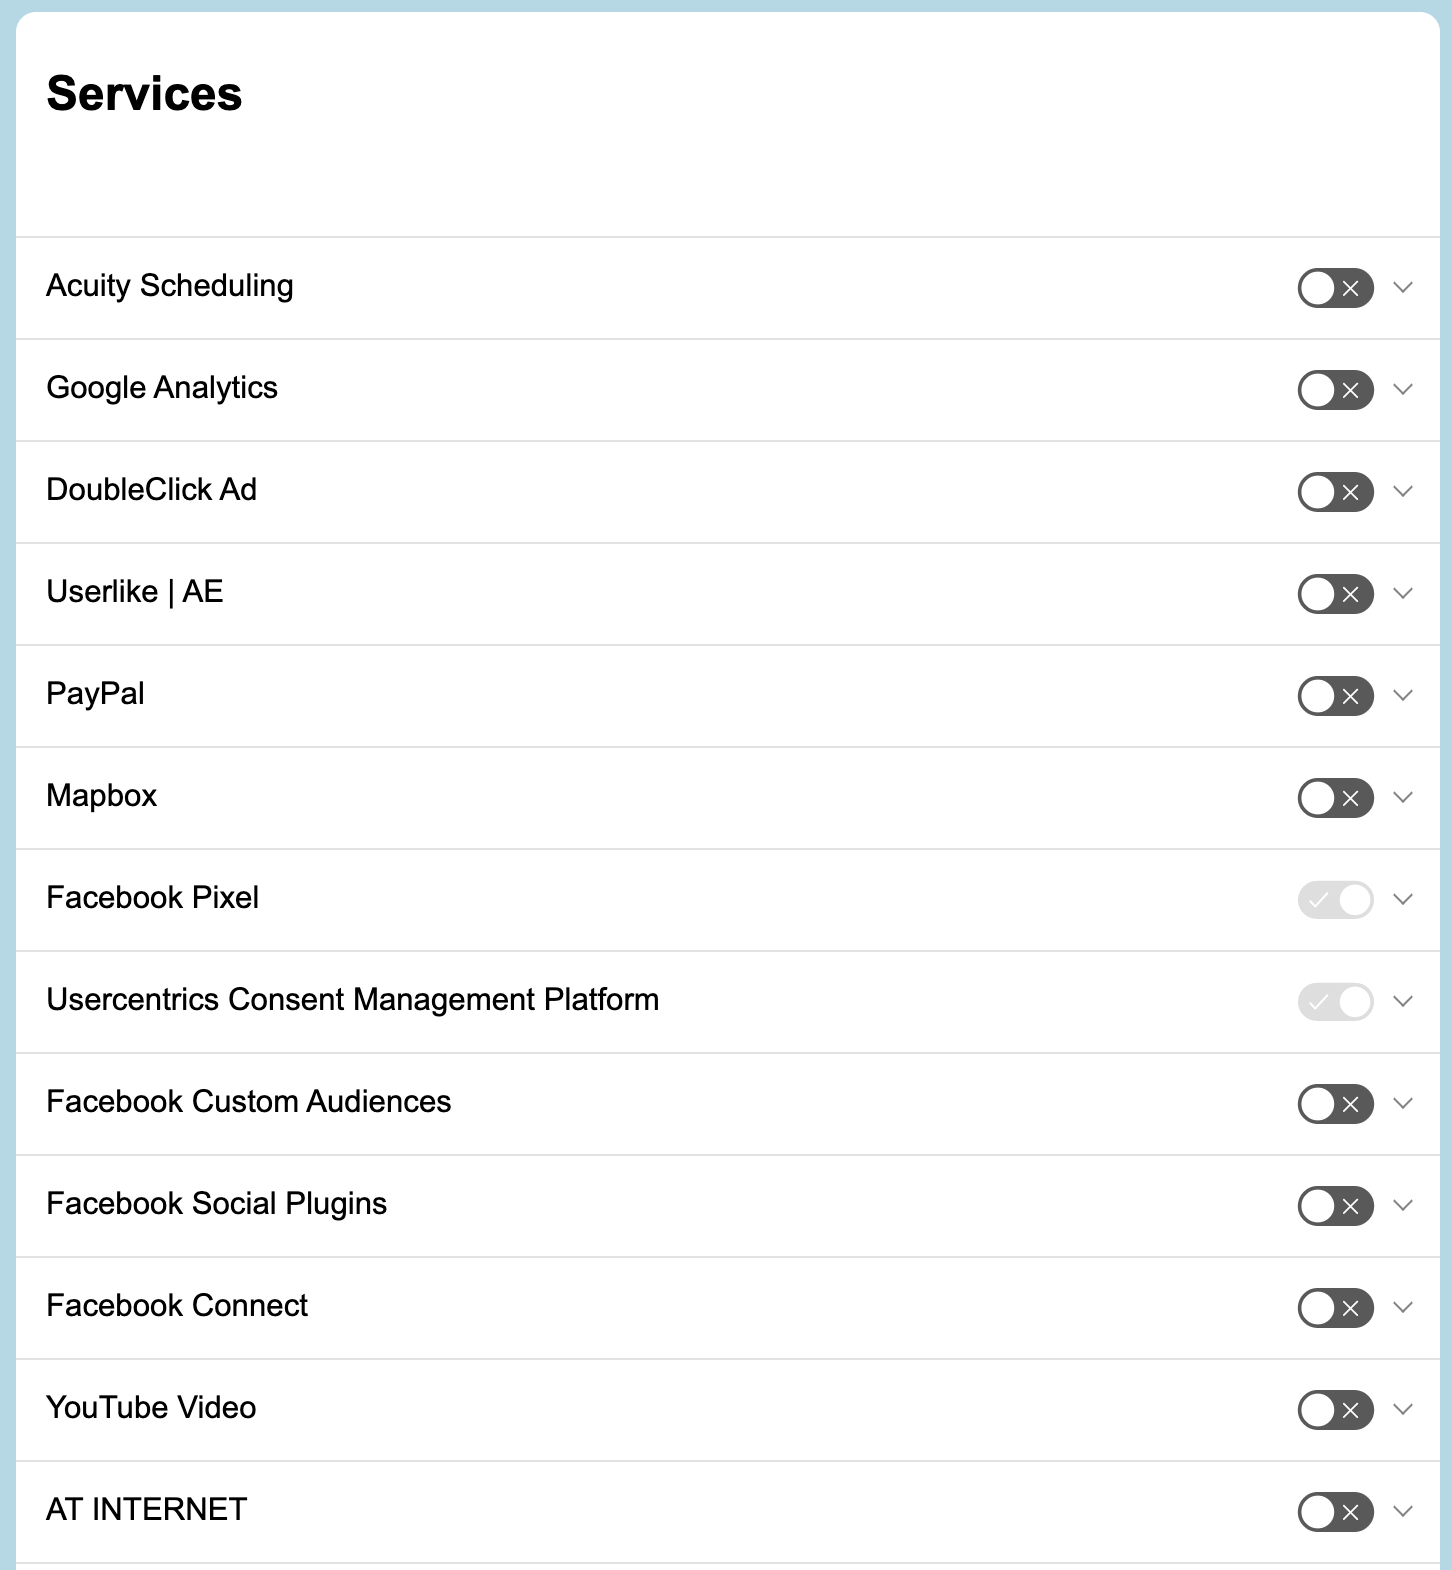 Services
Acuity Scheduling
Google Analytics
DoubleClick Ad
Userlike | AE
PayPal
Mapbox
Facebook Pixel
Usercentrics Consent Management Platform
Facebook Custom Audiences
Facebook Social Plugins
Facebook Connect
YouTube Video
AT INTERNET